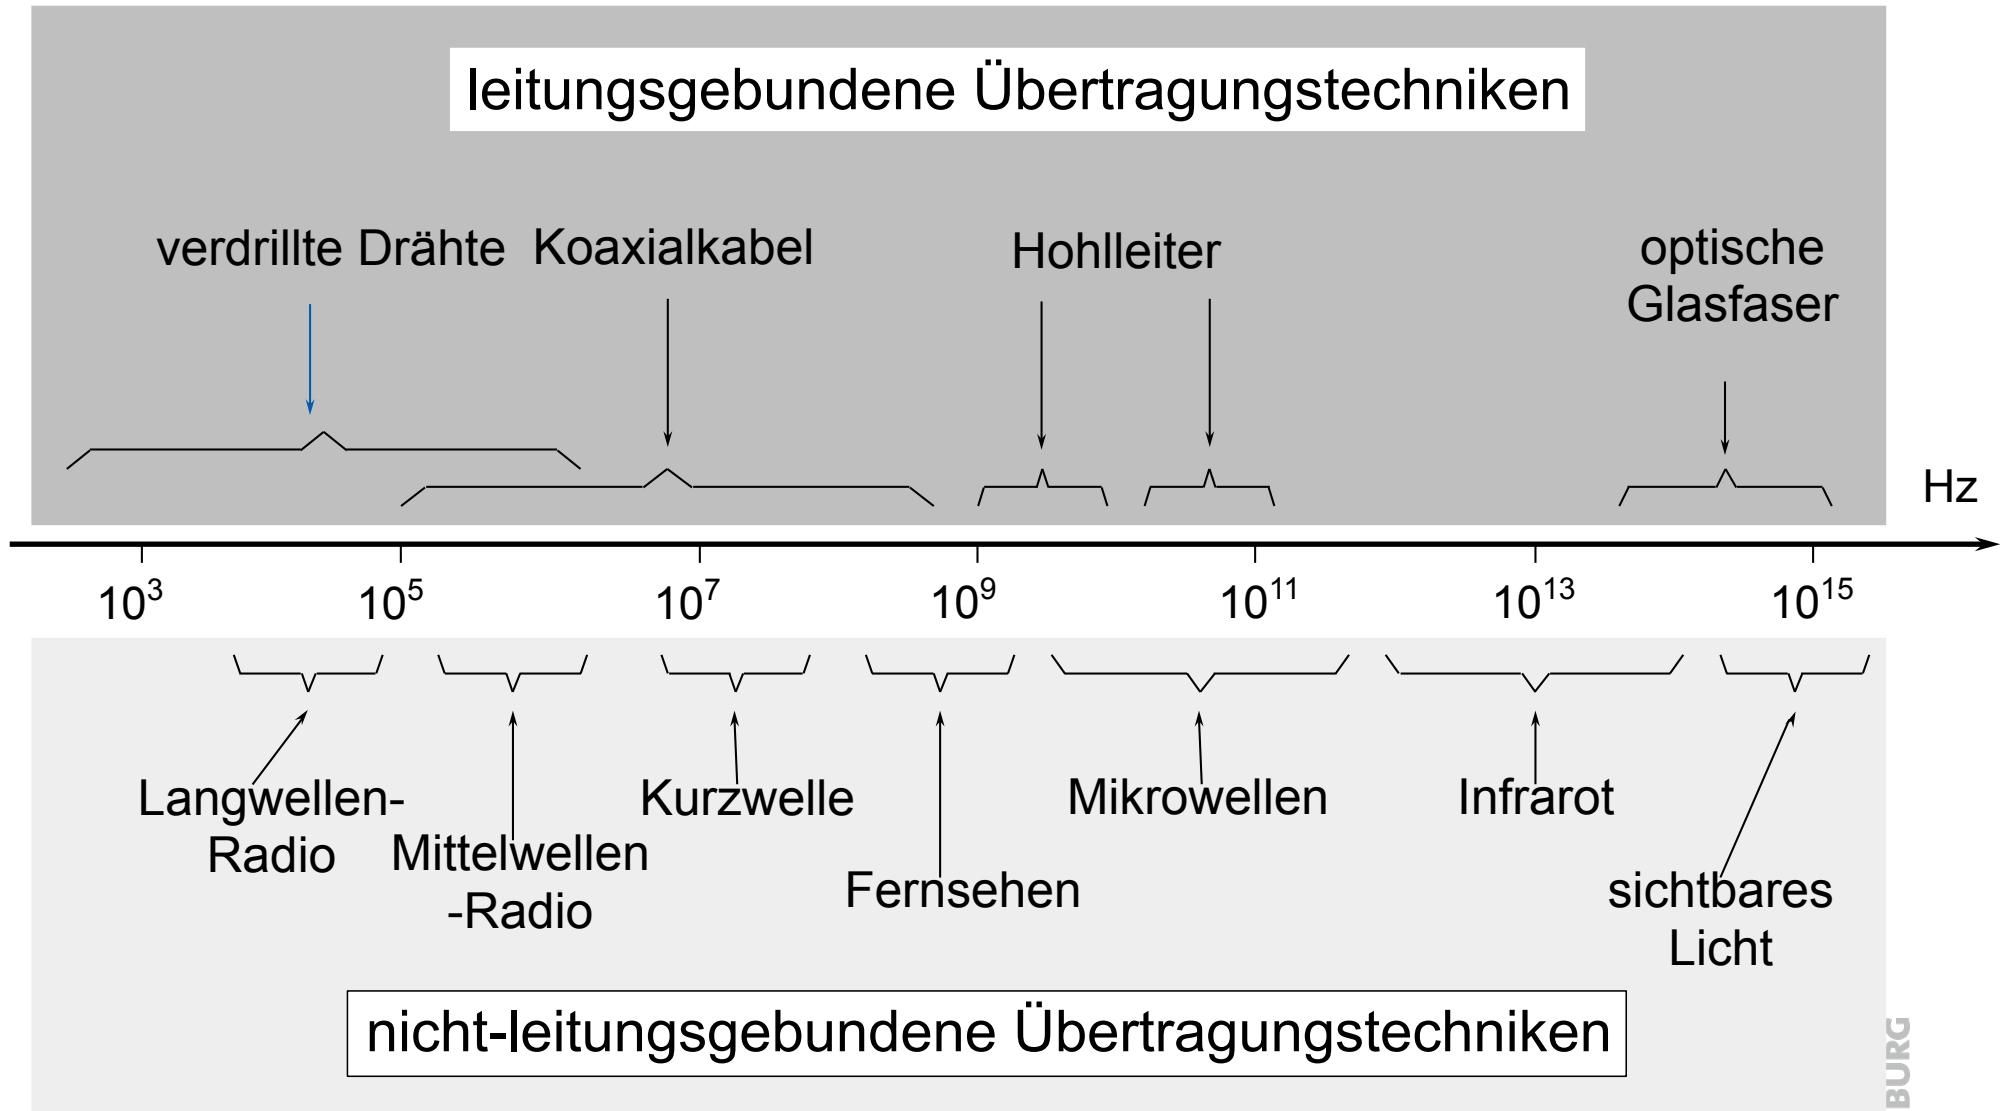 leitungsgebundene Übertragungstechniken
verdrillte Drähte
Koaxialkabel
Hohlleiter
optische
Glasfaser
Hz
10³
10⁵
10⁷
10⁹
10¹¹
10¹³
10¹⁵
Langwellen-
Radio
Mittelwellen
-Radio
Kurzwelle
Fernsehen
Mikrowellen
Infrarot
sichtbares
Licht
nicht-leitungsgebundene Übertragungstechniken
BURG